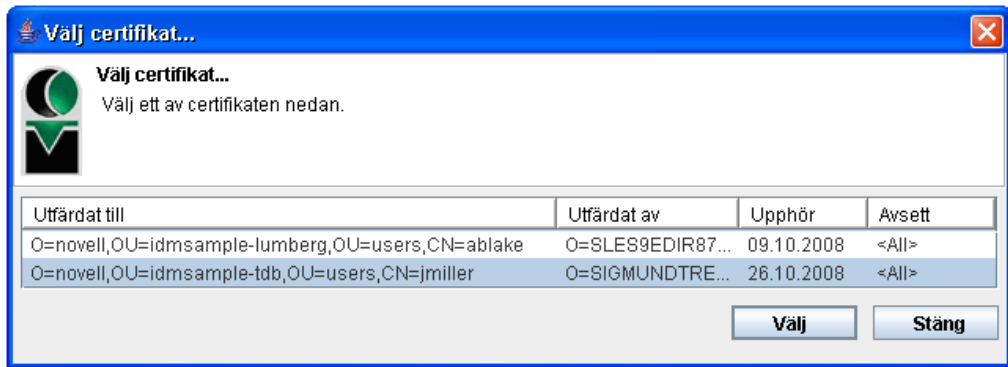 Välj certifikat...
Välj certifikat...
Välj ett av certifikaten nedan.
Utfärdat till Utfärdat av Upphör Avsett
O=novell,OU=idmsample-lumberg,OU=users,CN=ablake O=SLES9EDIR87... 09.10.2008 <All>
O=novell,OU=idmsample-tdb,OU=users,CN=jmiller O=SIGMUNDTRE... 26.10.2008 <All>
Välj Stäng